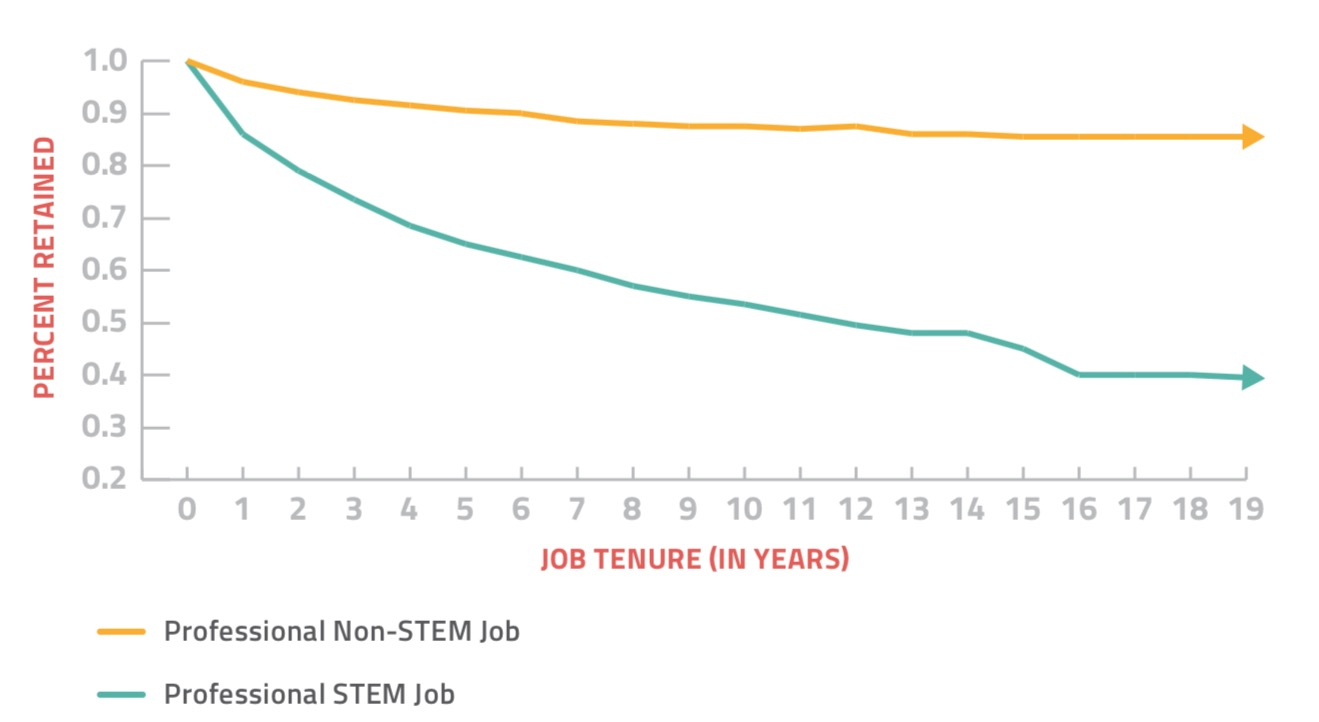 PERCENT RETAINED
1.0
0.9
0.8
0.7
0.6
0.5
0.4
0.3
0.2
0 1 2 3 4 5 6 7 8 9 10 11 12 13 14 15 16 17 18 19
JOB TENURE (IN YEARS)
Professional Non-STEM Job
Professional STEM Job